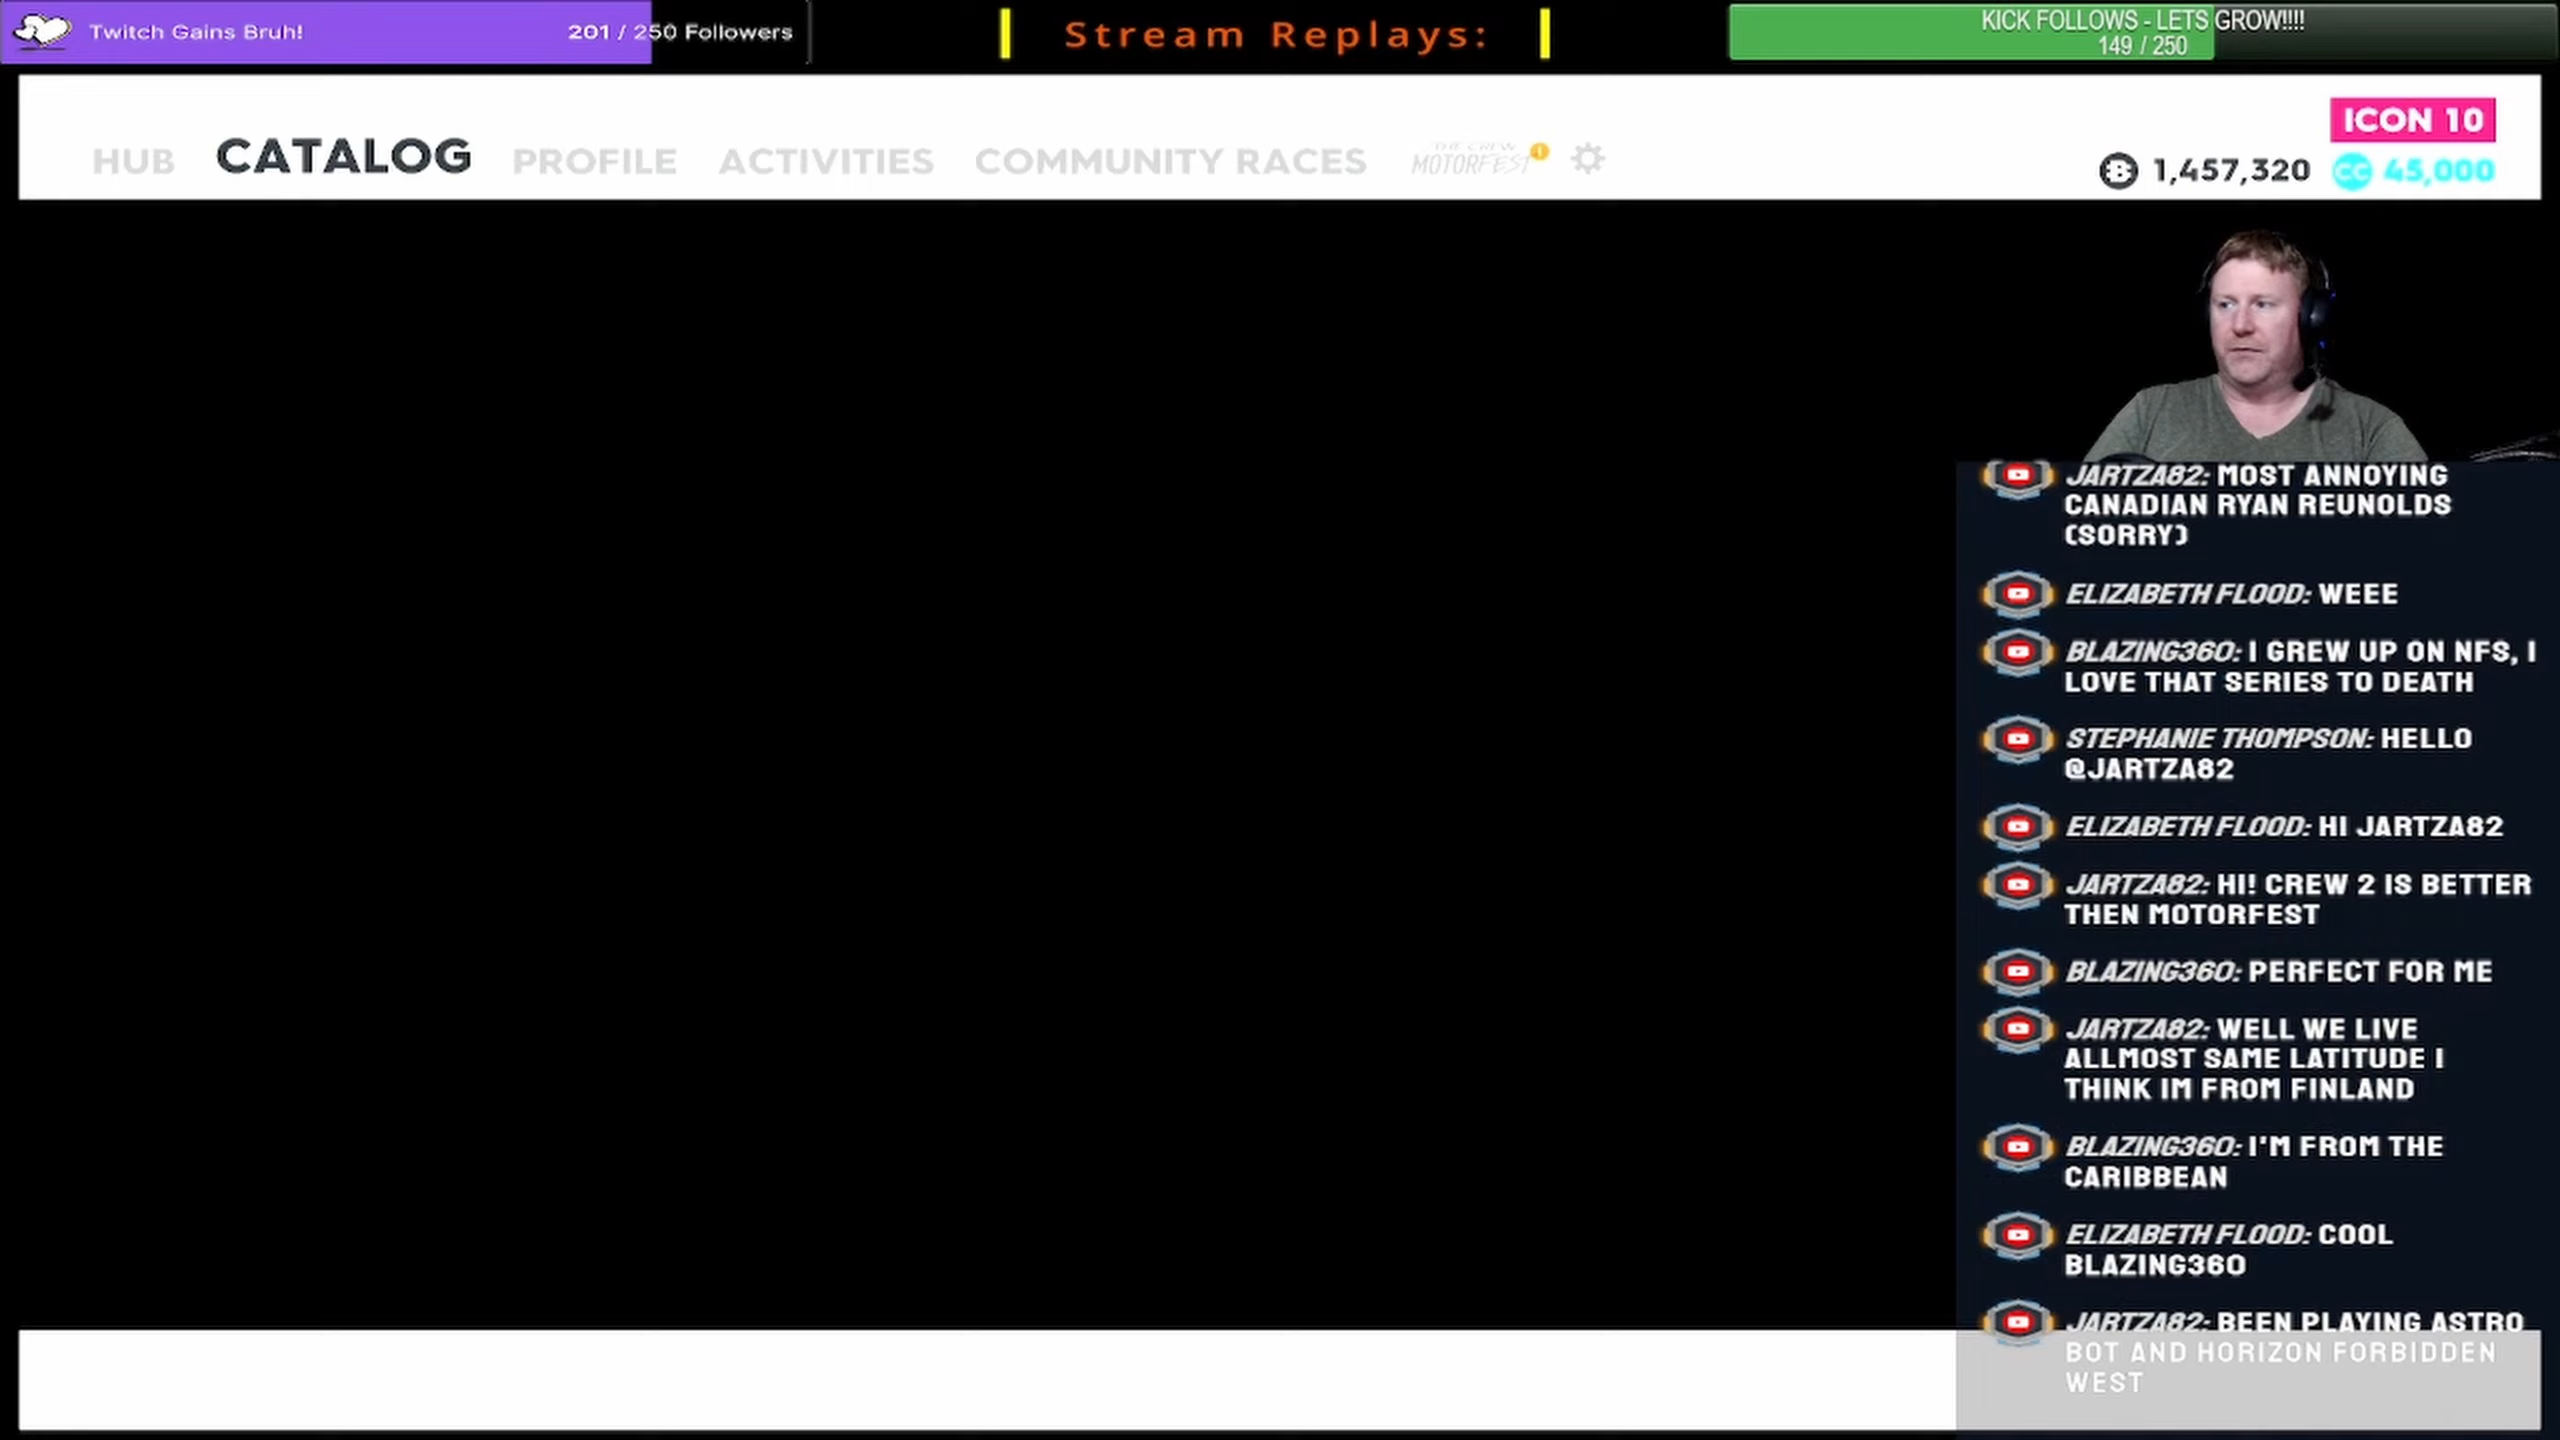 Twitch Gains Bruh!
201 / 250 Followers
Stream Replays:
KICK FOLLOWS - LETS GROW!!!!
149 / 250
ICON 10
HUB
CATALOG
PROFILE
ACTIVITIES
COMMUNITY RACES
THE CREW
MOTORFEST
1,457,320
CC 45,000
JARTZA82: MOST ANNOYING
CANADIAN RYAN REUNOLDS
(SORRY)
ELIZABETH FLOOD: WEEE
BLAZING360: I GREW UP ON NFS, I
LOVE THAT SERIES TO DEATH
STEPHANIE THOMPSON: HELLO
@JARTZA82
ELIZABETH FLOOD: HI JARTZA82
JARTZA82: HI! CREW 2 IS BETTER
THEN MOTORFEST
BLAZING360: PERFECT FOR ME
JARTZA82: WELL WE LIVE
ALLMOST SAME LATITUDE I
THINK IM FROM FINLAND
BLAZING360: I'M FROM THE
CARIBBEAN
ELIZABETH FLOOD: COOL
BLAZING360
JARTZA82: BEEN PLAYING ASTRO
BOT AND HORIZON FORBIDDEN
WEST